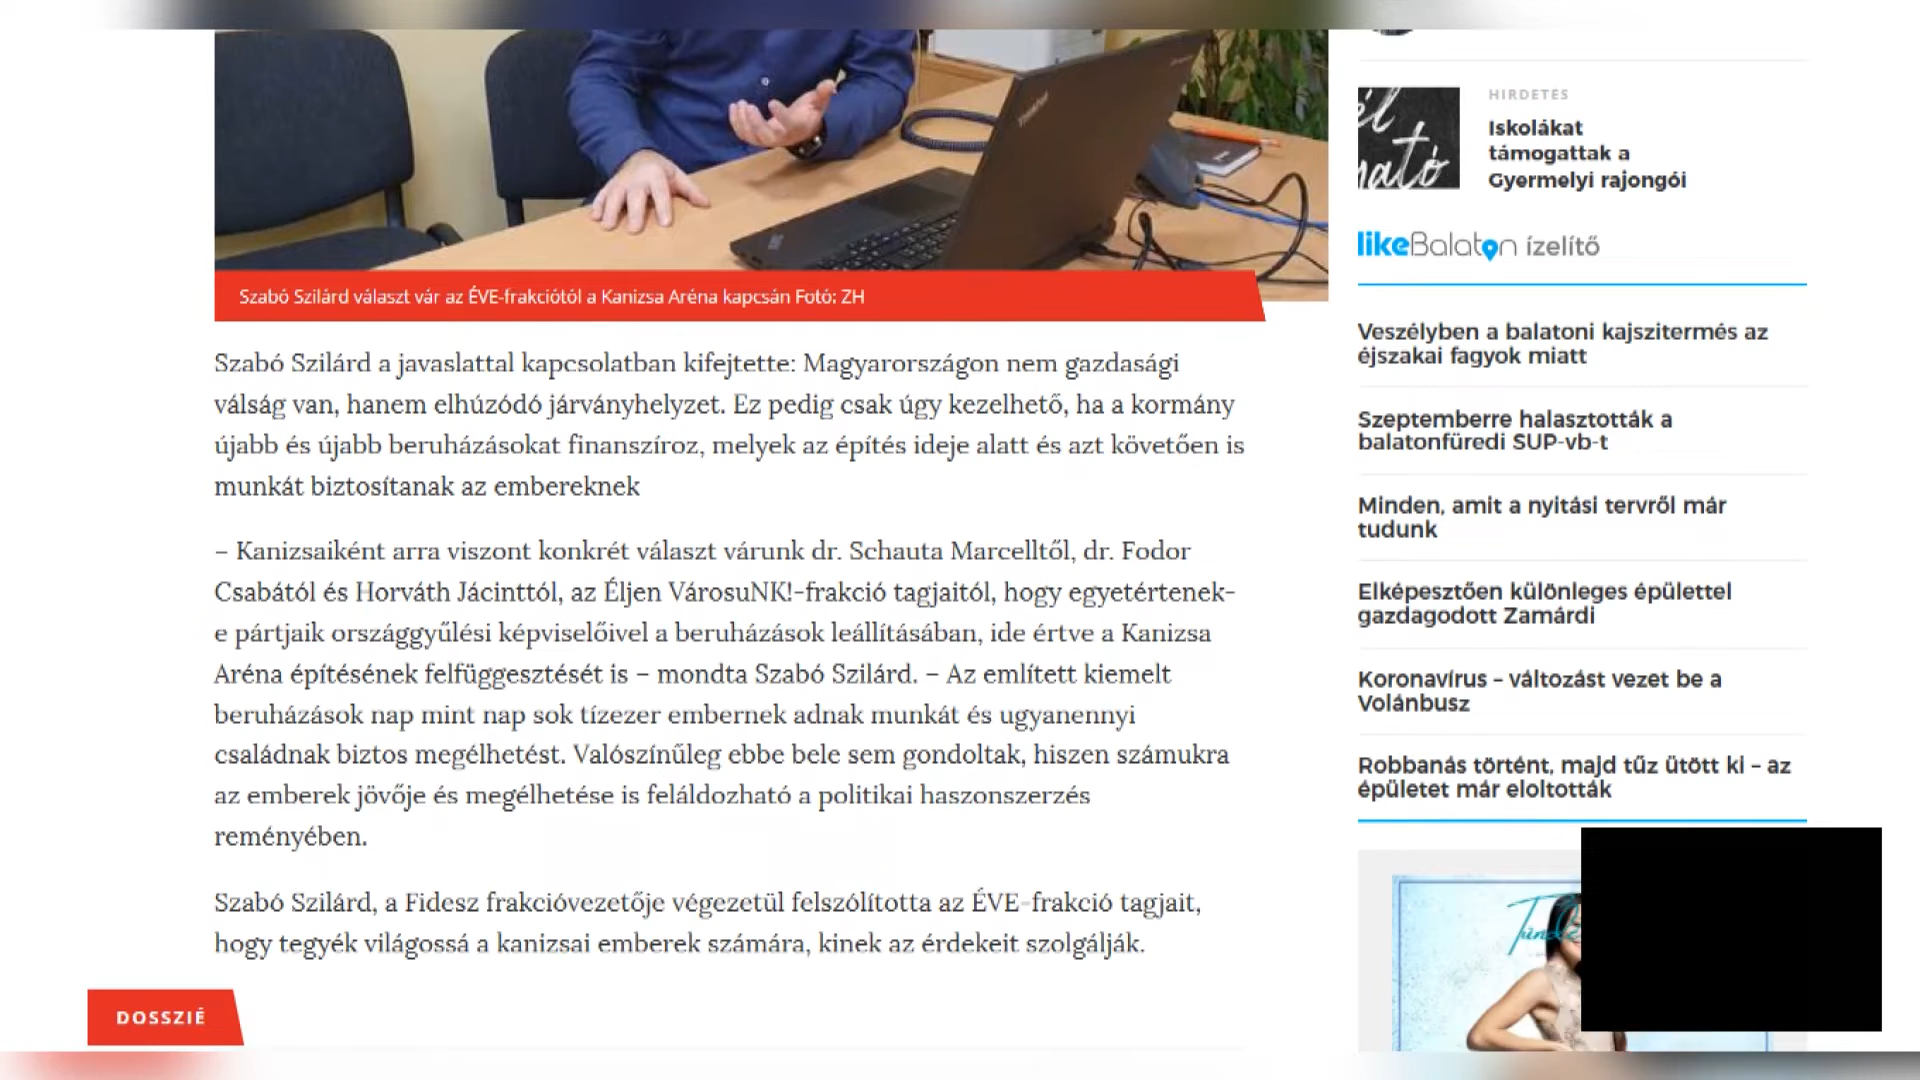 Szabó Szilárd választ vár az ÉVE-frakciótól a Kanizsa Aréna kapcsán Fotó: ZH
Szabó Szilárd a javaslattal kapcsolatban kifejtette: Magyarországon nem gazdasági
válság van, hanem elhúzódó járványhelyzet. Ez pedig csak úgy kezelhető, ha a kormány
újabb és újabb beruházásokat finanszíroz, melyek az építés ideje alatt és azt követően is
munkát biztosítanak az embereknek
– Kanizsaiként arra viszont konkrét választ várunk dr. Schauta Marcelltől, dr. Fodor
Csabától és Horváth Jácinttól, az Éljen VárosuNK!-frakció tagjaitól, hogy egyetértenek-
e pártjaik országgyűlési képviselőivel a beruházások leállításában, ide értve a Kanizsa
Aréna építésének felfüggesztését is – mondta Szabó Szilárd. – Az említett kiemelt
beruházások nap mint nap sok tízezer embernek adnak munkát és ugyanennyi
családnak biztos megélhetést. Valószínűleg ebbe bele sem gondoltak, hiszen számukra
az emberek jövője és megélhetése is feláldozható a politikai haszonszerzés
reményében.
Szabó Szilárd, a Fidesz frakcióvezetője végezetül felszólította az ÉVE-frakció tagjait,
hogy tegyék világossá a kanizsai emberek számára, kinek az érdekeit szolgálják.
DOSSZIÉ
HIRDETÉS
Iskolákat
támogattak a
Gyermelyi rajongói
likeBalaton ízelítő
Veszélyben a balatoni kajszitermés az
éjszakai fagyok miatt
Szeptemberre halasztották a
balatonfüredi SUP-vb-t
Minden, amit a nyitási tervről már
tudunk
Elképesztően különleges épülettel
gazdagodott Zamárdi
Koronavírus – változást vezet be a
Volánbusz
Robbanás történt, majd tűz ütött ki – az
épületet már eloltották